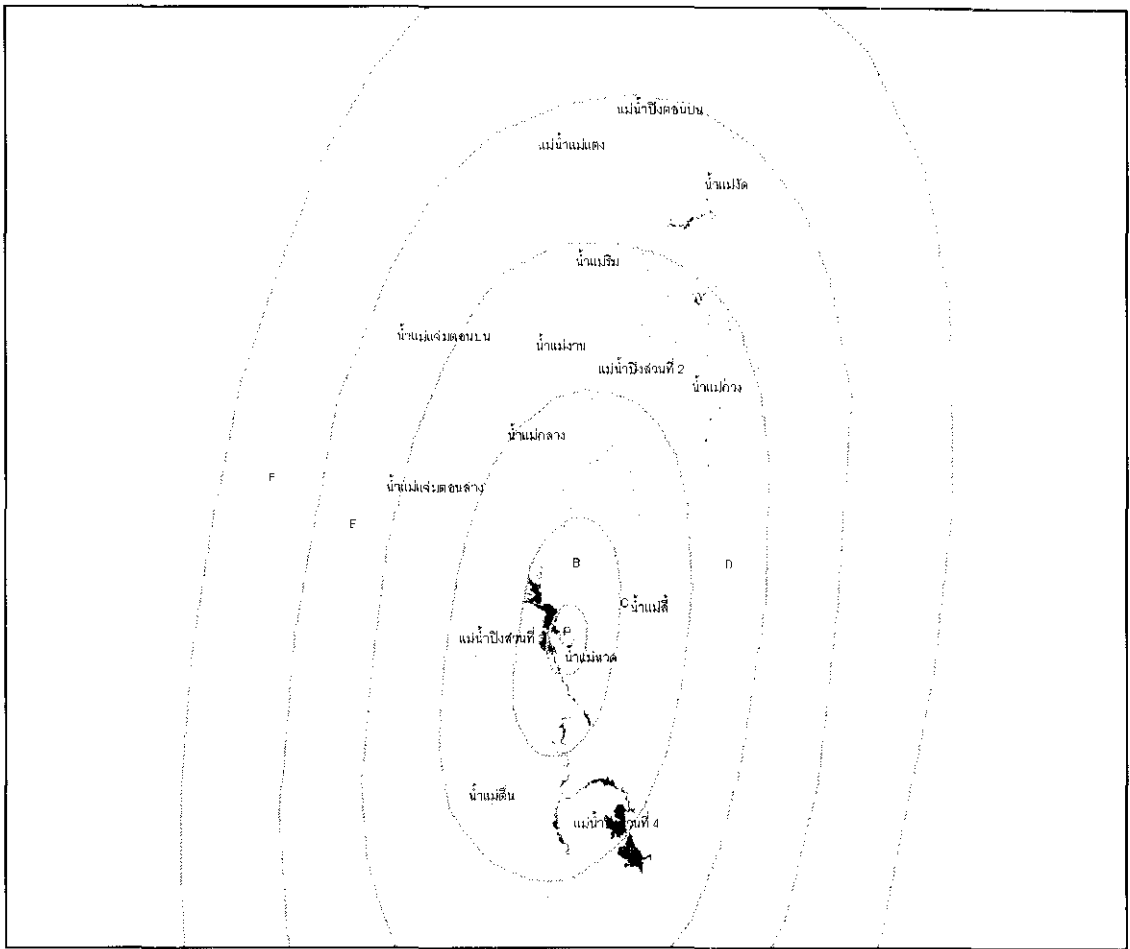 แม่น้ำปิงตอนบน
แม่น้ำแม่แตง
น้ำแม่งัด
น้ำแม่ริม
น้ำแม่แจ่มตอนบน
น้ำแม่งาน
แม่น้ำปิงส่วนที่ 2
น้ำแม่กวง
น้ำแม่กลาง
F
น้ำแม่แจ่มตอนล่าง
E
B
D
C
น้ำแม่ลี้
P
แม่น้ำปิงส่วนที่
น้ำแม่หาด
น้ำแม่ตื่น
แม่น้ำปิงส่วนที่ 4